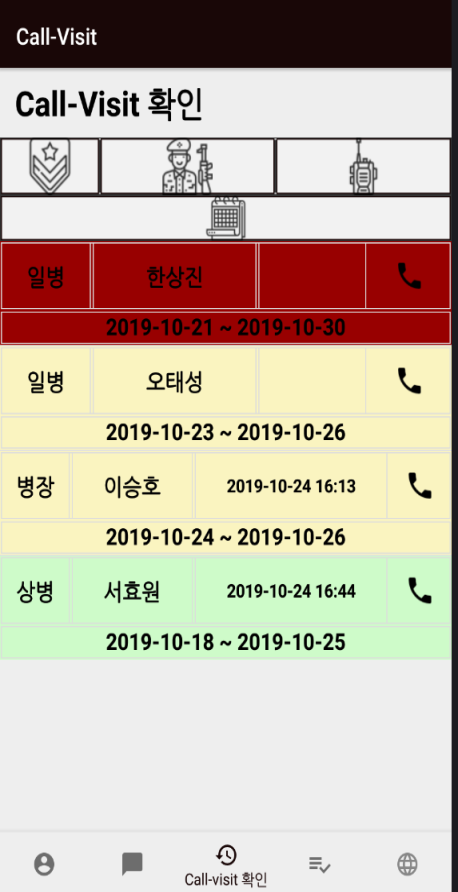 Call-Visit
Call-Visit 확인
일병 한상진
2019-10-21 ~ 2019-10-30
일병 오태성
2019-10-23 ~ 2019-10-26
병장 이승호 2019-10-24 16:13
2019-10-24 ~ 2019-10-26
상병 서효원 2019-10-24 16:44
2019-10-18 ~ 2019-10-25
Call-visit 확인